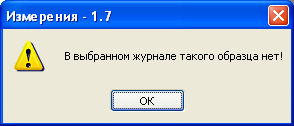 Измерения - 1.7
В выбранном журнале такого образца нет!
OK